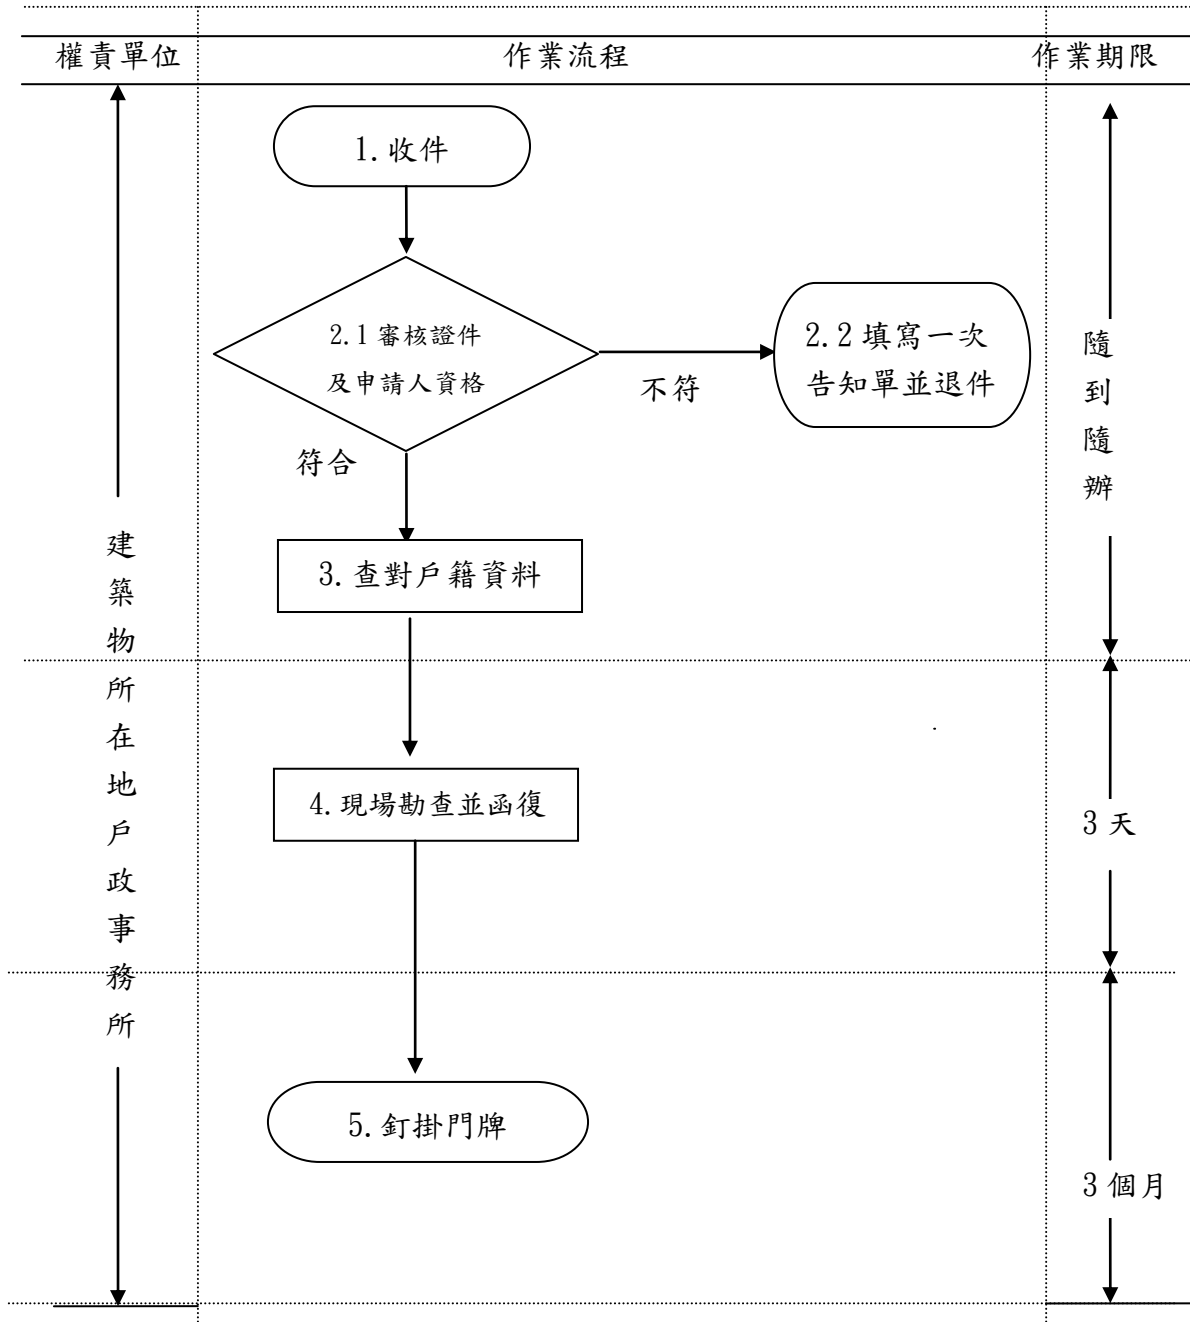 權責單位
作業流程
作業期限
1.收件
2.1 審核證件
及申請人資格
不符
2.2 填寫一次
告知單並退件
符合
3.查對戶籍資料
4.現場勘查並函復
5.釘掛門牌
建築物所在地戶政事務所
隨到隨辦
3天
3個月